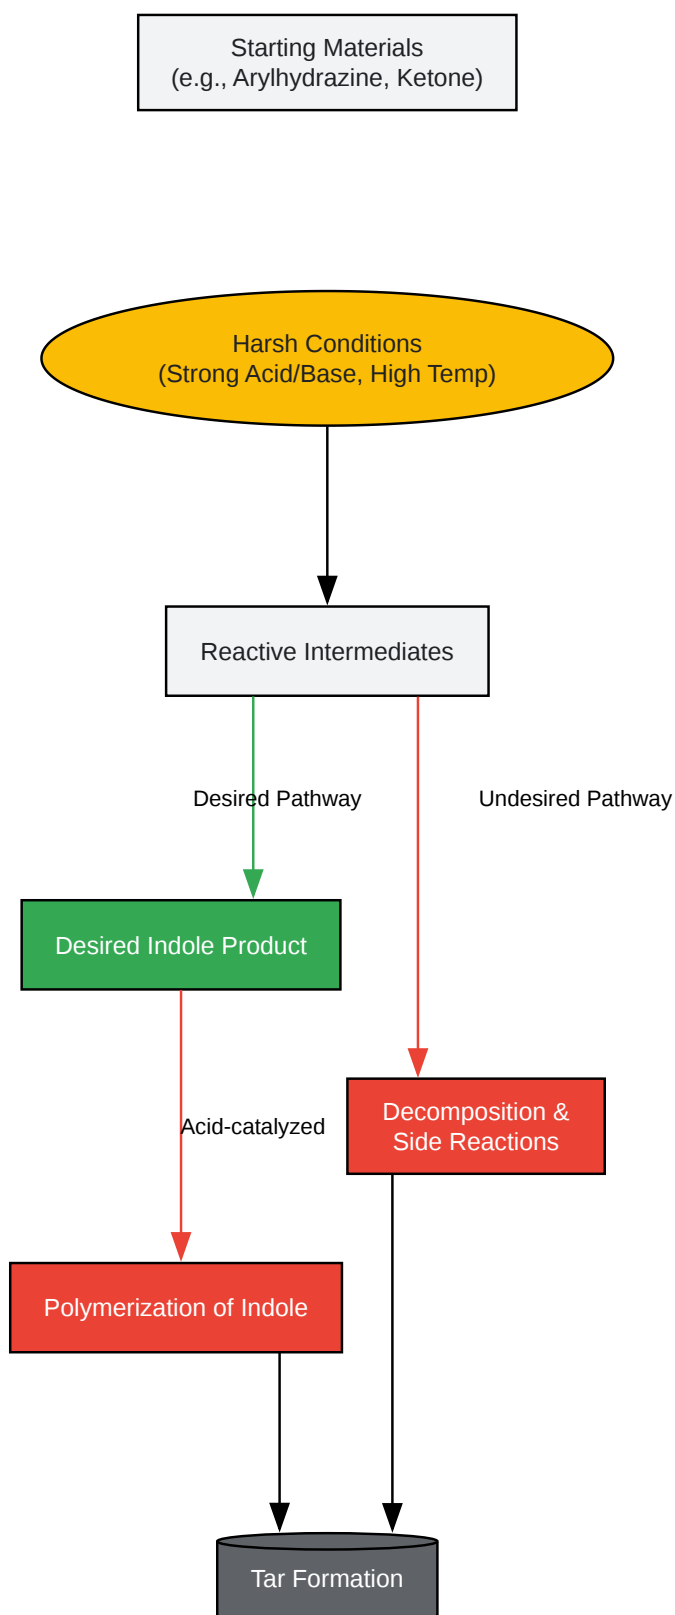 Starting Materials
(e.g., Arylhydrazine, Ketone)
Harsh Conditions
(Strong Acid/Base, High Temp)
Reactive Intermediates
Desired Pathway
Undesired Pathway
Desired Indole Product
Decomposition &
Side Reactions
Acid-catalyzed
Polymerization of Indole
Tar Formation